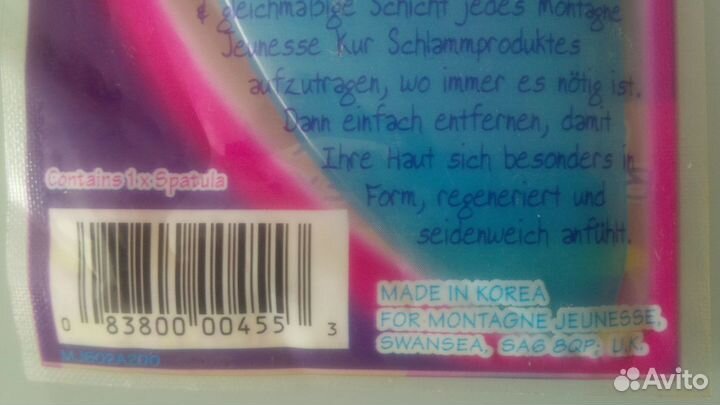 & gleichmäßige Schicht jedes Montagne
Jeunesse Kur Schlammproduktes
aufzutragen, wo immer es nötig ist.
Dann einfach entfernen, damit
Ihre Haut sich besonders in
Form, regeneriert und
seidenweich anfühlt.
Contains 1x Spatula
0 83800 00455 3
MADE IN KOREA
FOR MONTAGNE JEUNESSE,
SWANSEA, SA6 8QP; U.K.
Avito